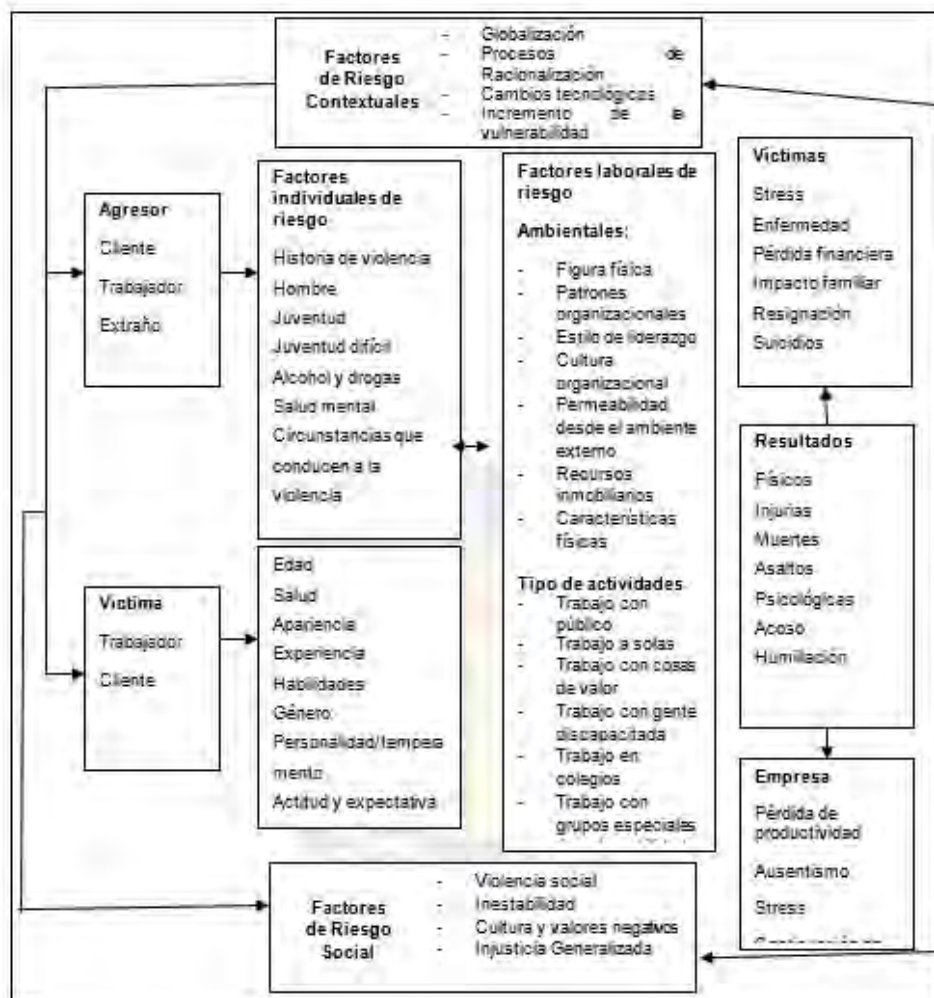 Factores
de Riesgo
Contextuales
- Globalización
- Procesos de
Racionalización
- Cambios tecnológicas
- Incremento de la
vulnerabilidad
Agresor
Cliente
Trabajador
Extraño
Factores
individuales de
riesgo
Historia de violencia
Hombre
Juventud
Juventud difícil
Alcohol y drogas
Salud mental
Circunstancias que
conducen a la
violencia
Factores laborales de
riesgo
Ambientales:
- Figura física
- Patrones
organizacionales
- Estilo de liderazgo
- Cultura
organizacional
- Permeabilidad
desde el ambiente
externo
- Recursos
inmobiliarios
- Características
físicas
Tipo de actividades
- Trabajo con
público
- Trabajo a solas
- Trabajo con cosas
de valor
- Trabajo con gente
discapacitada
- Trabajo en
colegios
- Trabajo con
grupos especiales
Víctimas
Stress
Enfermedad
Pérdida financiera
Impacto familiar
Resignación
Suicidios
Resultados
Físicos
Injurias
Muertes
Asaltos
Psicológicas
Acoso
Humillación
Victima
Trabajador
Cliente
Edad
Salud
Apariencia
Experiencia
Habilidades
Género
Personalidad/tempera
mento
Actitud y expectativa
Empresa
Pérdida de
productividad
Ausentismo
Stress
Factores
de Riesgo
Social
- Violencia social
- Inestabilidad
- Cultura y valores negativos
- Injusticia Generalizada